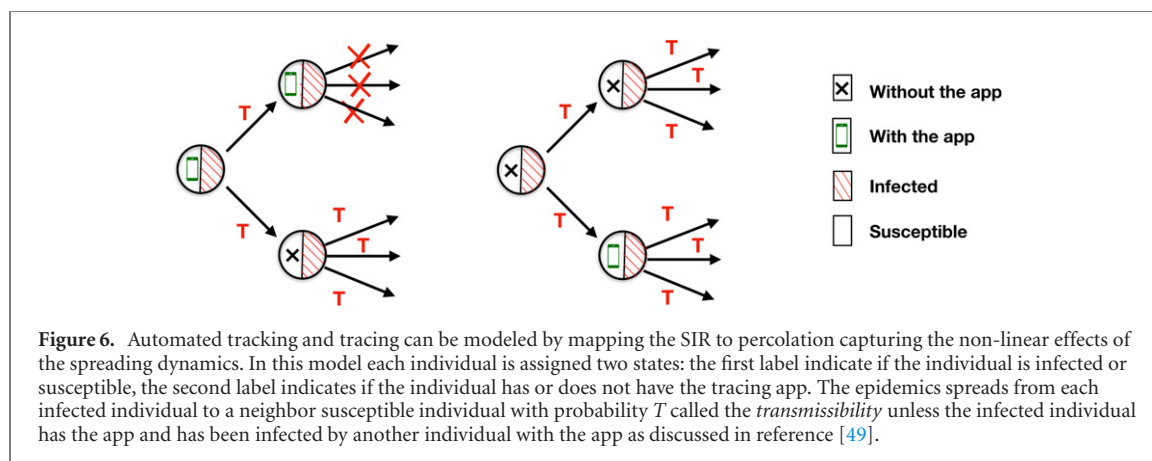 T
T
T
T
T
T
T
T
T
T
T
T
T
Without the app
With the app
Infected
Susceptible
Figure 6. Automated tracking and tracing can be modeled by mapping the SIR to percolation capturing the non-linear effects of
the spreading dynamics. In this model each individual is assigned two states: the first label indicate if the individual is infected or
susceptible, the second label indicates if the individual has or does not have the tracing app. The epidemics spreads from each
infected individual to a neighbor susceptible individual with probability T called the transmissibility unless the infected individual
has the app and has been infected by another individual with the app as discussed in reference [49].